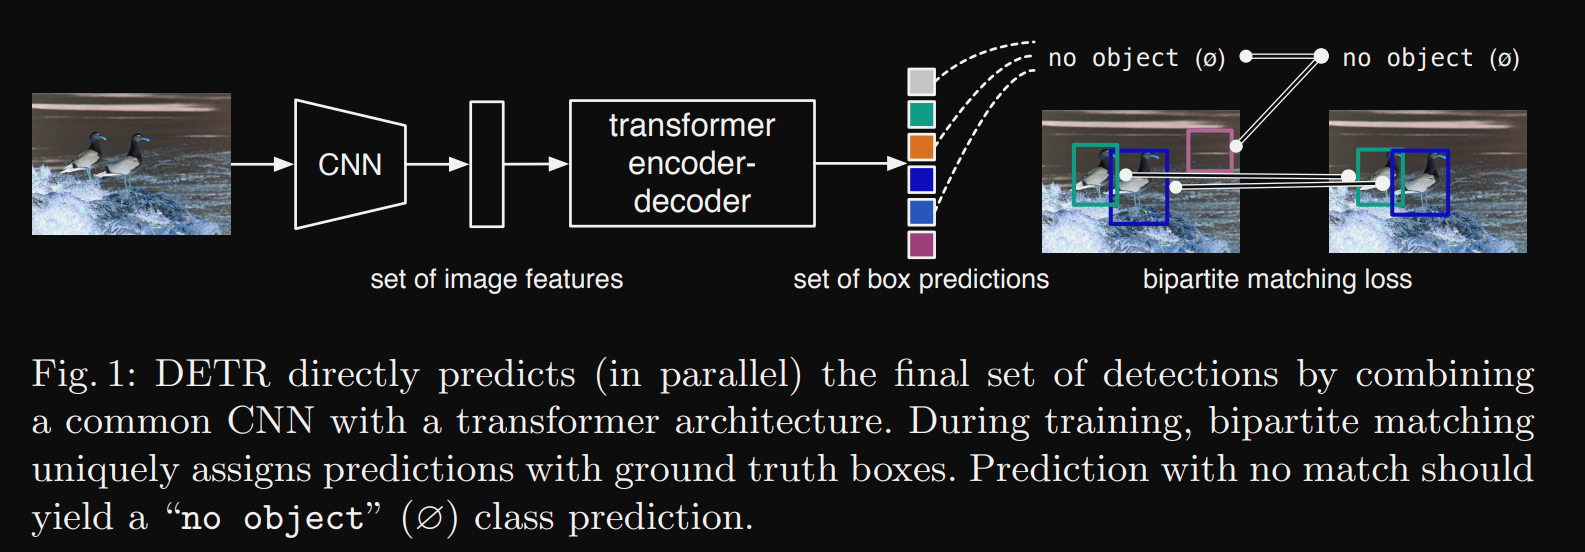 no object (ø)
no object (ø)
CNN
transformer
encoder-
decoder
set of image features
set of box predictions
bipartite matching loss
Fig. 1: DETR directly predicts (in parallel) the final set of detections by combining
a common CNN with a transformer architecture. During training, bipartite matching
uniquely assigns predictions with ground truth boxes. Prediction with no match should
yield a “no object” (∅) class prediction.